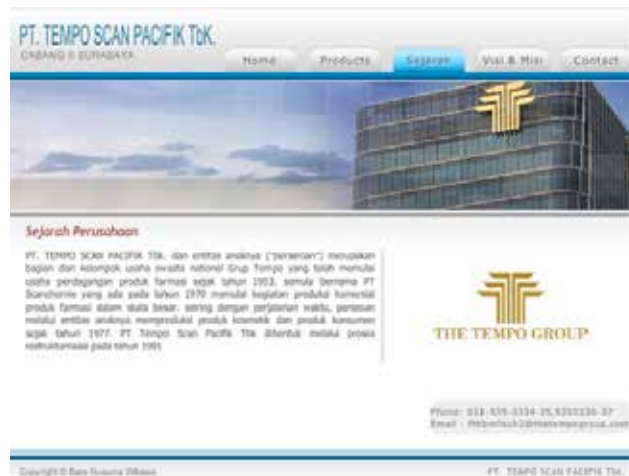 PT. TEMPO SCAN PACIFIK TbK.
CABANG II SURABAYA
Home Products Sejarah Visi & Misi Contact
Sejarah Perusahaan
PT. TEMPO SCAN PACIFIK Tbk. dan entitas anaknya ("perseroan") merupakan
bagian dari kelompok usaha swasta national Grup Tempo yang telah memulai
usaha perdagangan produk farmasi sejak tahun 1953. semula bernama PT
Scanchemie yang ada pada tahun 1970 memulai kegiatan produksi komersial
produk farmasi dalam skala besar. seiring dengan perjalanan waktu, perseroan
melalui entitas anaknya memproduksi produk kosmetik dan produk konsumen
sejak tahun 1977. PT Tempo Scan Pacifik Tbk dibentuk melalui proses
restrukturisasi pada tahun 1991
THE TEMPO GROUP
Phone:
Email :
Copyright ©
PT. TEMPO SCAN PACIFIK Tbk.